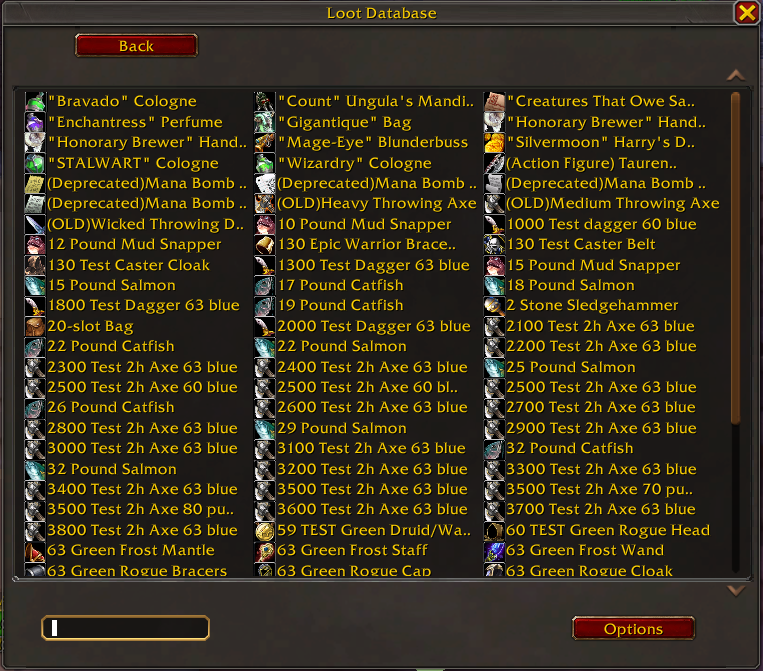 Loot Database
Back
"Bravado" Cologne "Count" Ungula's Mandi.. "Creatures That Owe Sa..
"Enchantress" Perfume "Gigantique" Bag "Honorary Brewer" Hand..
"Honorary Brewer" Hand.. "Mage-Eye" Blunderbuss "Silvermoon" Harry's D..
"STALWART" Cologne "Wizardry" Cologne (Action Figure) Tauren..
(Deprecated)Mana Bomb .. (Deprecated)Mana Bomb .. (Deprecated)Mana Bomb ..
(Deprecated)Mana Bomb .. (OLD)Heavy Throwing Axe (OLD)Medium Throwing Axe
(OLD)Wicked Throwing D.. 10 Pound Mud Snapper 1000 Test dagger 60 blue
12 Pound Mud Snapper 130 Epic Warrior Brace.. 130 Test Caster Belt
130 Test Caster Cloak 1300 Test Dagger 63 blue 15 Pound Mud Snapper
15 Pound Salmon 17 Pound Catfish 18 Pound Salmon
1800 Test Dagger 63 blue 19 Pound Catfish 2 Stone Sledgehammer
20-slot Bag 2000 Test Dagger 63 blue 2100 Test 2h Axe 63 blue
22 Pound Catfish 22 Pound Salmon 2200 Test 2h Axe 63 blue
2300 Test 2h Axe 63 blue 2400 Test 2h Axe 63 blue 25 Pound Salmon
2500 Test 2h Axe 60 blue 2500 Test 2h Axe 60 bl.. 2500 Test 2h Axe 63 blue
26 Pound Catfish 2600 Test 2h Axe 63 blue 2700 Test 2h Axe 63 blue
2800 Test 2h Axe 63 blue 29 Pound Salmon 2900 Test 2h Axe 63 blue
3000 Test 2h Axe 63 blue 3100 Test 2h Axe 63 blue 32 Pound Catfish
32 Pound Salmon 3200 Test 2h Axe 63 blue 3300 Test 2h Axe 63 blue
3400 Test 2h Axe 63 blue 3500 Test 2h Axe 63 blue 3500 Test 2h Axe 70 pu..
3500 Test 2h Axe 80 pu.. 3600 Test 2h Axe 63 blue 3700 Test 2h Axe 63 blue
3800 Test 2h Axe 63 blue 59 TEST Green Druid/Wa.. 60 TEST Green Rogue Head
63 Green Frost Mantle 63 Green Frost Staff 63 Green Frost Wand
63 Green Rogue Bracers 63 Green Rogue Cap 63 Green Rogue Cloak
Options